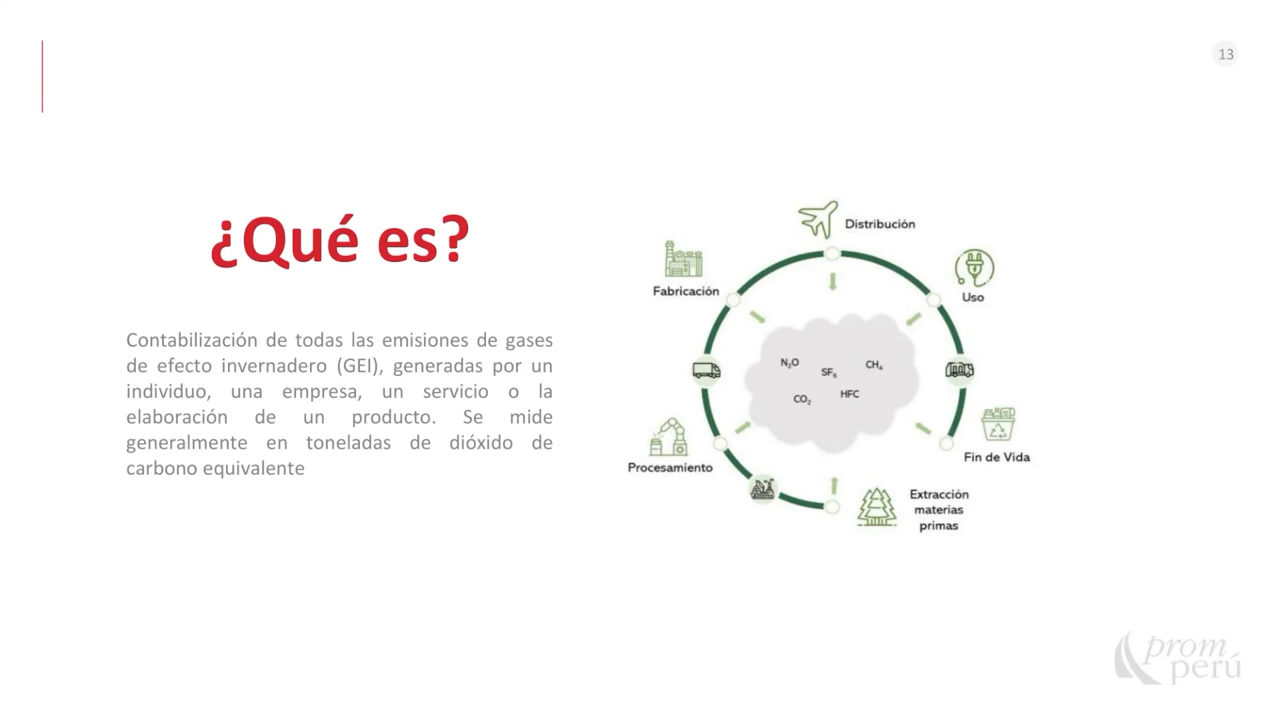 13
¿Qué es?
Contabilización de todas las emisiones de gases
de efecto invernadero (GEI), generadas por un
individuo, una empresa, un servicio o la
elaboración de un producto. Se mide
generalmente en toneladas de dióxido de
carbono equivalente
Distribución
Fabricación
Uso
N₂O
SF₆
CH₄
CO₂
HFC
Procesamiento
Fin de Vida
Extracción
materias
primas
prom
perú